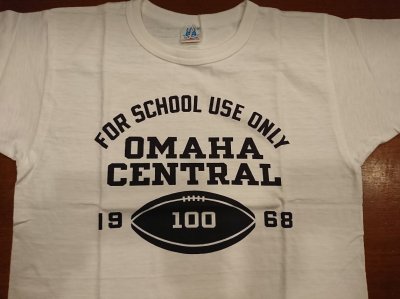 FOR SCHOOL USE ONLY
OMAHA
CENTRAL
19 100 68